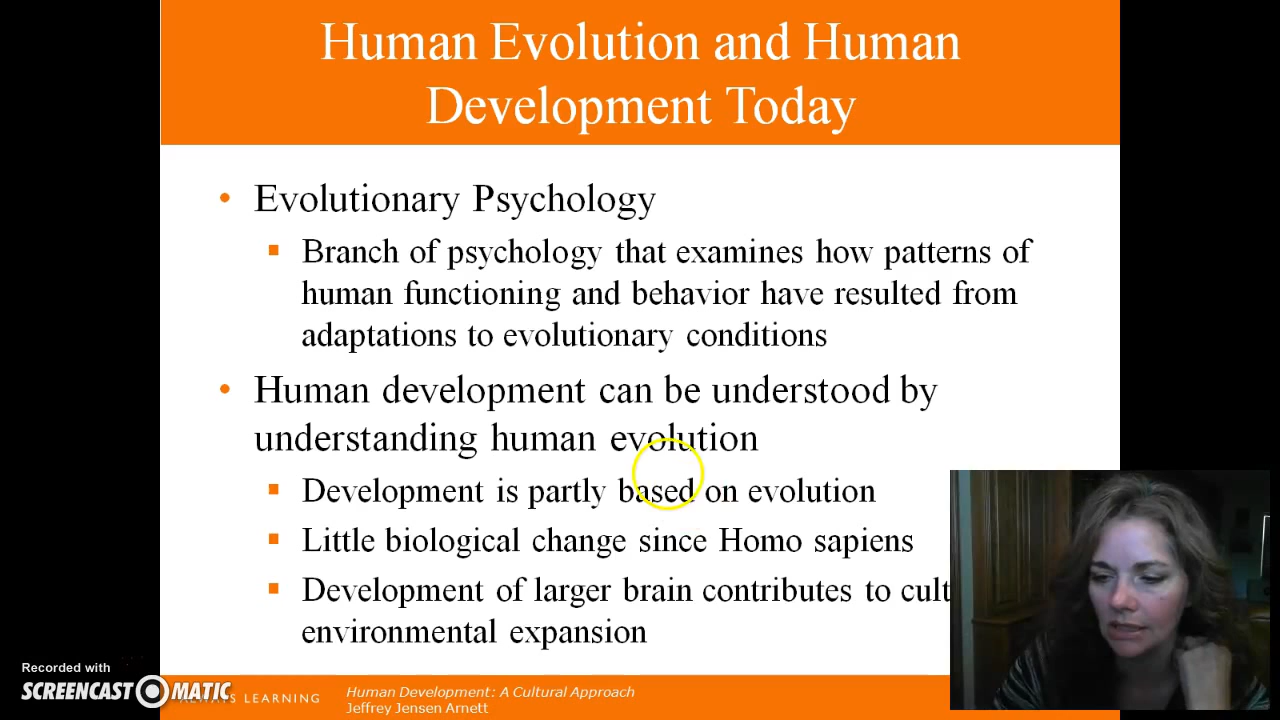 Human Evolution and Human
Development Today
• Evolutionary Psychology
▪ Branch of psychology that examines how patterns of
human functioning and behavior have resulted from
adaptations to evolutionary conditions
• Human development can be understood by
understanding human evolution
▪ Development is partly based on evolution
▪ Little biological change since Homo sapiens
▪ Development of larger brain contributes to cult
environmental expansion
Recorded with
SCREENCAST-O-MATIC
ALWAYS LEARNING
Human Development: A Cultural Approach
Jeffrey Jensen Arnett